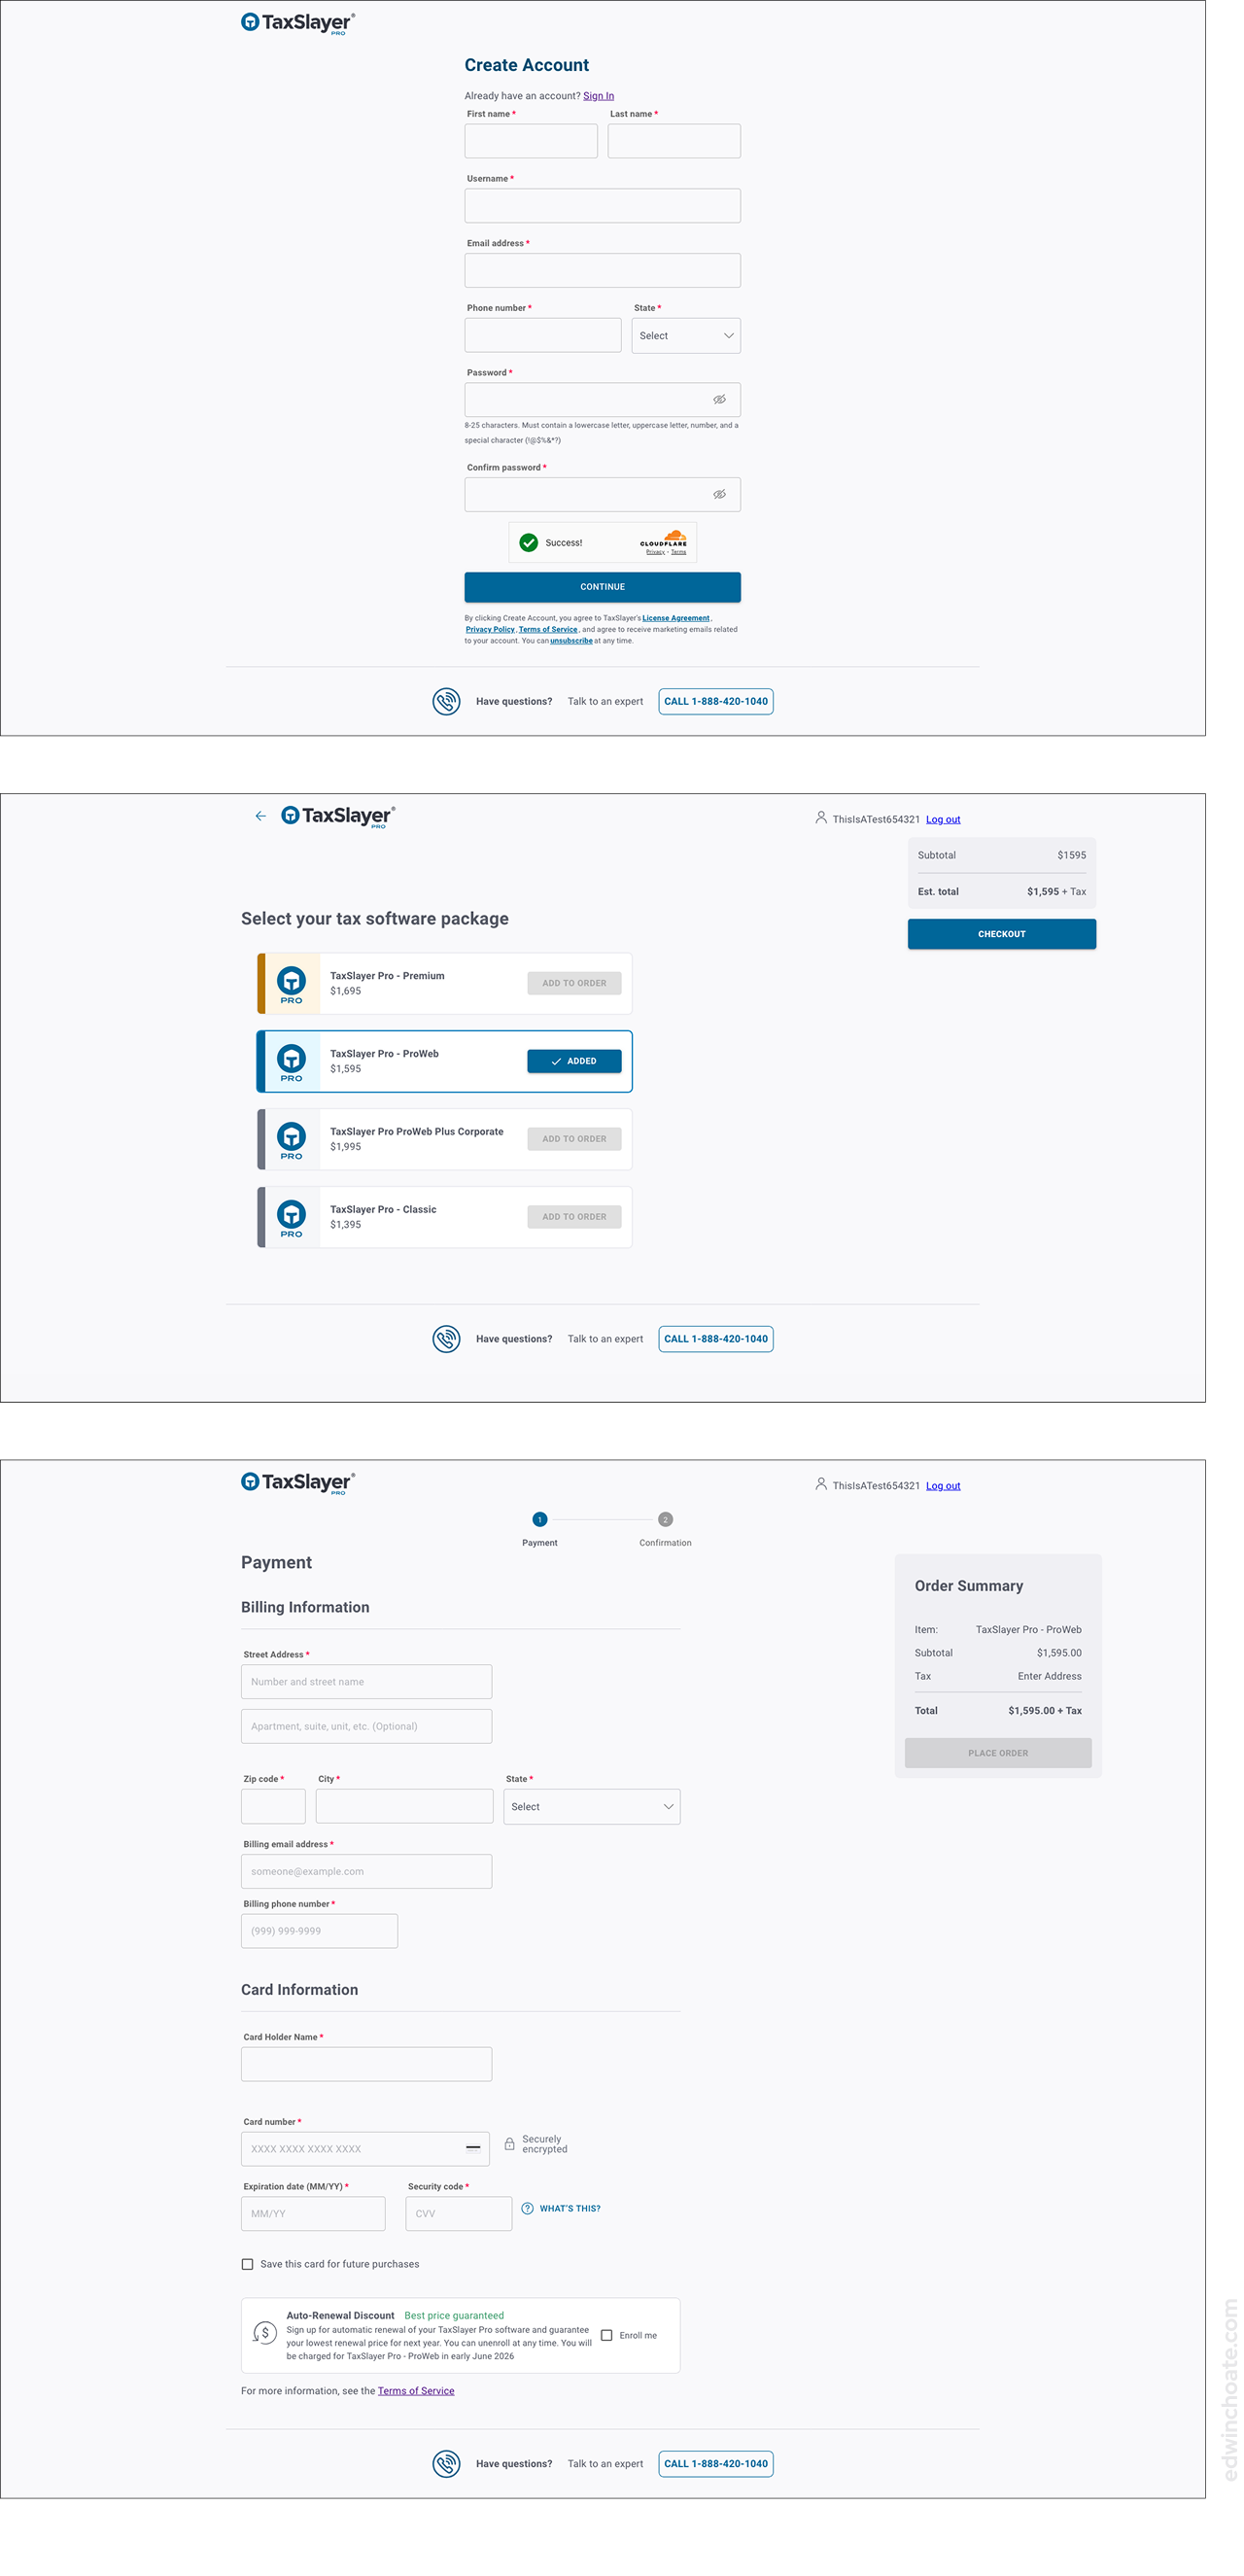 TaxSlayer®
PRO
Create Account
Already have an account? Sign In
First name * Last name *
Username *
Email address *
Phone number * State *
Select
Password *
8-25 characters. Must contain a lowercase letter, uppercase letter, number, and a
special character (!@$%&*?)
Confirm password *
Success!
CLOUDFLARE
Privacy • Terms
CONTINUE
By clicking Create Account, you agree to TaxSlayer's License Agreement,
Privacy Policy, Terms of Service, and agree to receive marketing emails related
to your account. You can unsubscribe at any time.
Have questions? Talk to an expert CALL 1-888-420-1040
TaxSlayer®
PRO
ThisIsATest654321 Log out
Subtotal $1595
Est. total $1,595 + Tax
CHECKOUT
Select your tax software package
PRO
TaxSlayer Pro - Premium
$1,695
ADD TO ORDER
PRO
TaxSlayer Pro - ProWeb
$1,595
ADDED
PRO
TaxSlayer Pro ProWeb Plus Corporate
$1,995
ADD TO ORDER
PRO
TaxSlayer Pro - Classic
$1,395
ADD TO ORDER
Have questions? Talk to an expert CALL 1-888-420-1040
TaxSlayer®
PRO
ThisIsATest654321 Log out
1 2
Payment Confirmation
Payment
Billing Information
Street Address *
Number and street name
Apartment, suite, unit, etc. (Optional)
Zip code * City * State *
Select
Billing email address *
someone@example.com
Billing phone number *
(999) 999-9999
Order Summary
Item: TaxSlayer Pro - ProWeb
Subtotal $1,595.00
Tax Enter Address
Total $1,595.00 + Tax
PLACE ORDER
Card Information
Card Holder Name *
Card number *
XXXX XXXX XXXX XXXX
Securely
encrypted
Expiration date (MM/YY) * Security code *
MM/YY CVV WHAT'S THIS?
Save this card for future purchases
Auto-Renewal Discount Best price guaranteed
Sign up for automatic renewal of your TaxSlayer Pro software and guarantee
your lowest renewal price for next year. You can unenroll at any time. You will
be charged for TaxSlayer Pro - ProWeb in early June 2026
Enroll me
For more information, see the Terms of Service
Have questions? Talk to an expert CALL 1-888-420-1040
edwinchoate.com